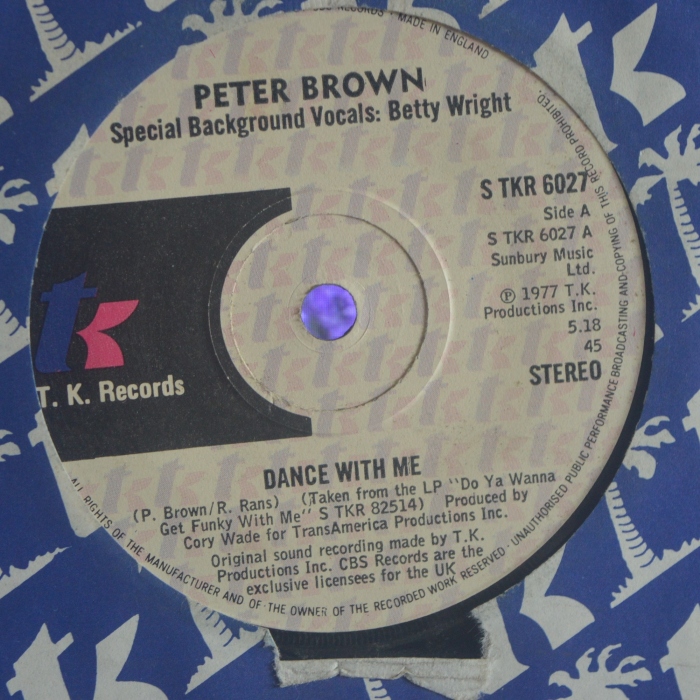 PETER BROWN
Special Background Vocals: Betty Wright
S TKR 6027
Side A
S TKR 6027 A
Sunbury Music
Ltd.
℗ 1977 T.K.
Productions Inc.
5.18
45
STEREO
tk
T. K. Records
DANCE WITH ME
(P. Brown/R. Rans) (Taken from the LP "Do Ya Wanna
Get Funky With Me" S TKR 82514) Produced by
Cory Wade for TransAmerica Productions Inc.
Original sound recording made by T.K.
Productions Inc. CBS Records are the
exclusive licensees for the UK
ALL RIGHTS OF THE MANUFACTURER AND OF THE OWNER OF THE RECORDED WORK RESERVED · UNAUTHORISED PUBLIC PERFORMANCE BROADCASTING AND COPYING OF THIS RECORD PROHIBITED.
RECORDS · MADE IN ENGLAND